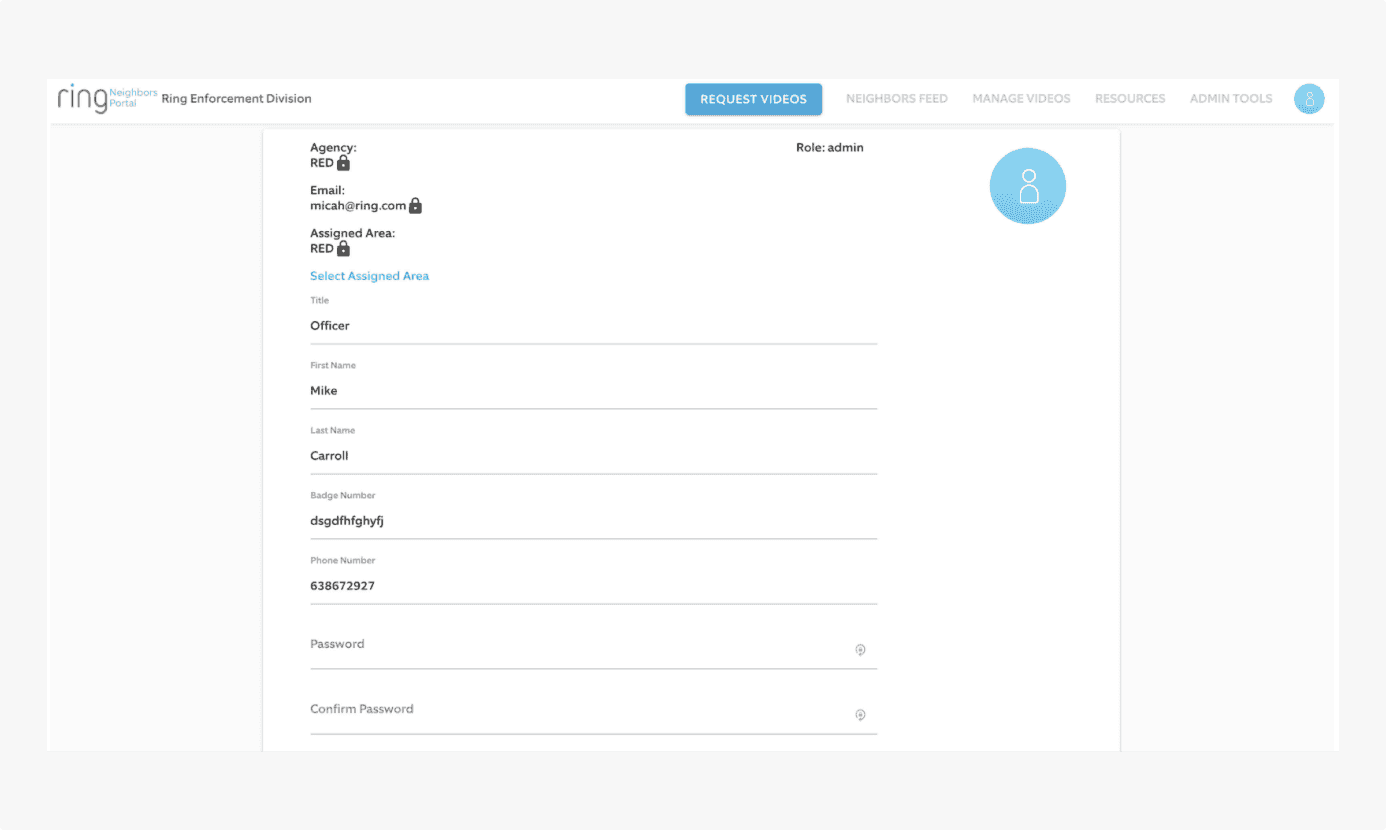 ring Neighbors Portal Ring Enforcement Division REQUEST VIDEOS NEIGHBORS FEED MANAGE VIDEOS RESOURCES ADMIN TOOLS
Agency:
RED
Role: admin
Email:
micah@ring.com
Assigned Area:
RED
Select Assigned Area
Title
Officer
First Name
Mike
Last Name
Carroll
Badge Number
dsgdfhfghyfj
Phone Number
638672927
Password
Confirm Password